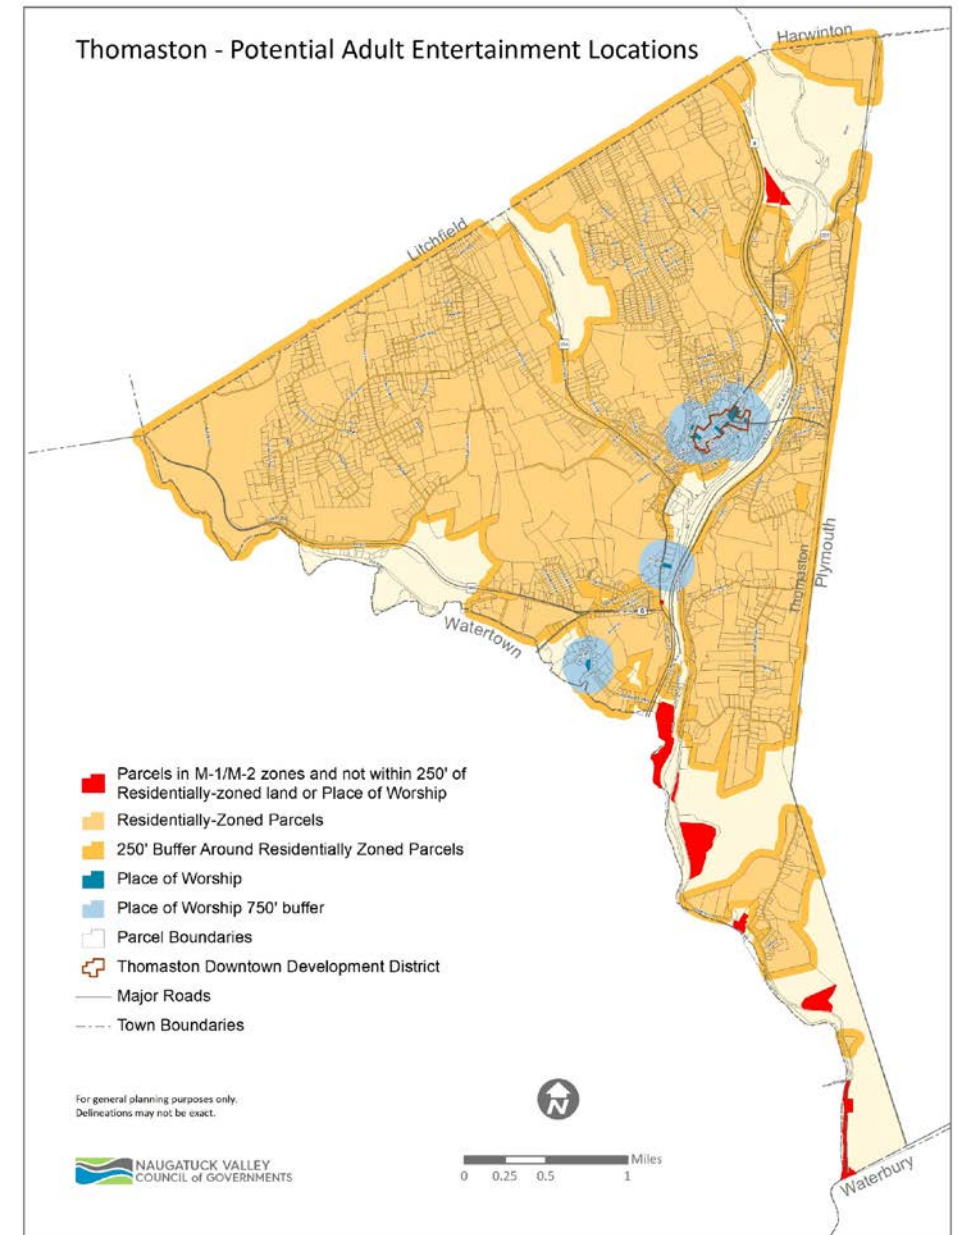 Thomaston - Potential Adult Entertainment Locations
Harwinton
Litchfield
Watertown
Thomaston
Plymouth
6
Parcels in M-1/M-2 zones and not within 250' of
Residentially-zoned land or Place of Worship
Residentially-Zoned Parcels
250' Buffer Around Residentially Zoned Parcels
Place of Worship
Place of Worship 750' buffer
Parcel Boundaries
Thomaston Downtown Development District
Major Roads
Town Boundaries
For general planning purposes only.
Delineations may not be exact.
N
NAUGATUCK VALLEY
COUNCIL of GOVERNMENTS
Miles
0 0.25 0.5 1
Waterbury